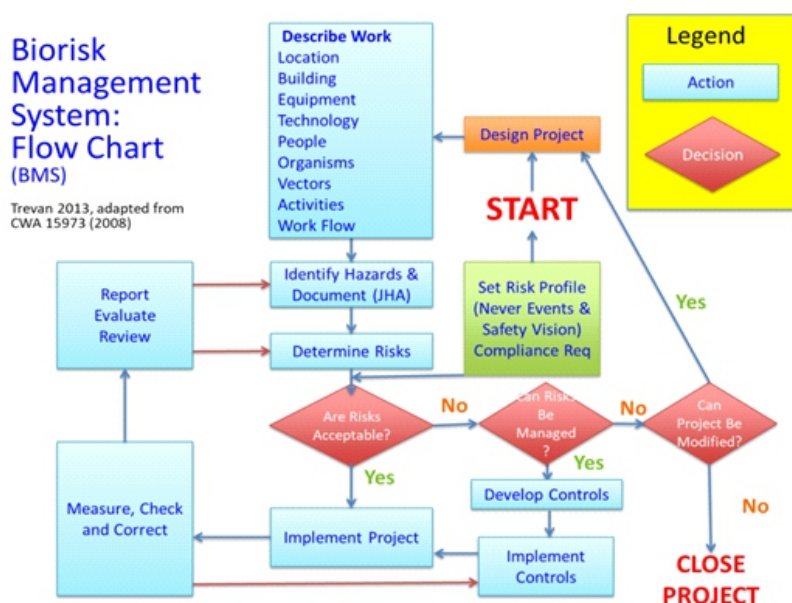 Biorisk
Management
System:
Flow Chart
(BMS)
Trevan 2013, adapted from
CWA 15973 (2008)
Describe Work
Location
Building
Equipment
Technology
People
Organisms
Vectors
Activities
Work Flow
Design Project
START
Legend
Action
Decision
Report
Evaluate
Review
Identify Hazards &
Document (JHA)
Determine Risks
Set Risk Profile
(Never Events &
Safety Vision)
Compliance Req
Yes
Are Risks
Acceptable?
No
Can Risks
Be
Managed
?
No
Can
Project Be
Modified?
Yes
Yes
No
Measure, Check
and Correct
Implement Project
Develop Controls
Implement
Controls
CLOSE
PROJECT